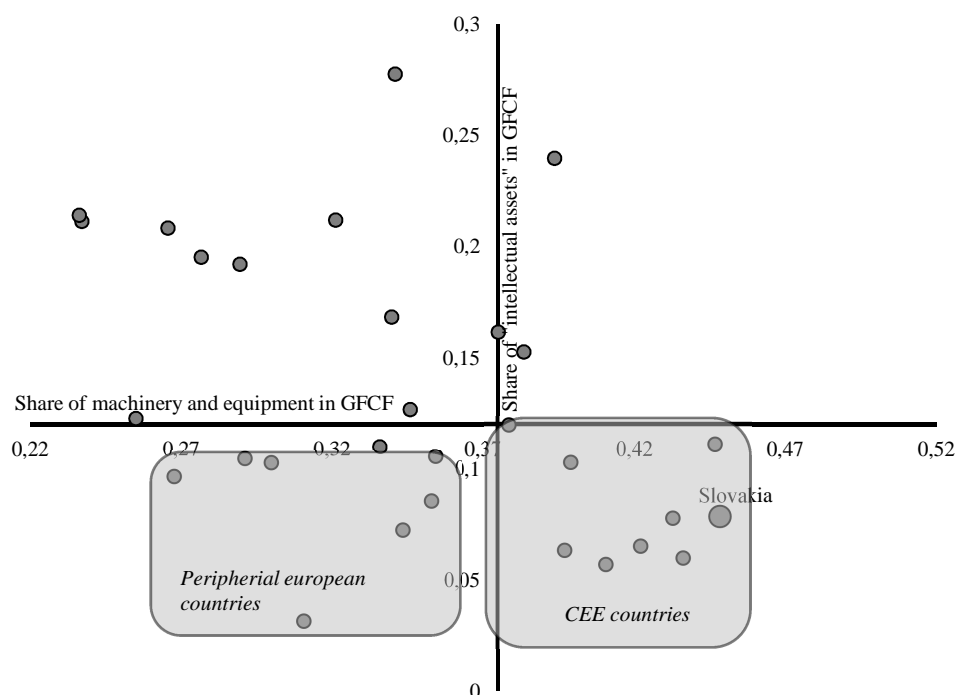 0,3
0,25
0,2
0,15
Share of "intellectual assets" in GFCF
Share of machinery and equipment in GFCF
0,22
0,27
0,32
0,37
0,42
0,47
0,52
0,1
Slovakia
0,05
Peripherial european
countries
CEE countries
0